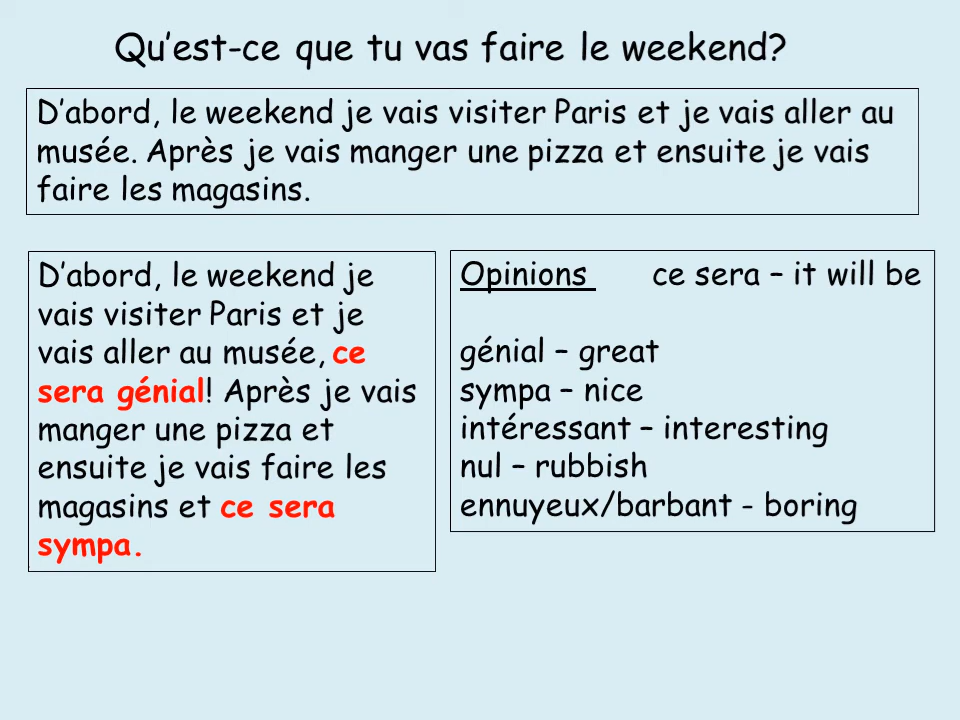 Qu’est-ce que tu vas faire le weekend?
D’abord, le weekend je vais visiter Paris et je vais aller au
musée. Après je vais manger une pizza et ensuite je vais
faire les magasins.
D’abord, le weekend je
vais visiter Paris et je
vais aller au musée, ce
sera génial! Après je vais
manger une pizza et
ensuite je vais faire les
magasins et ce sera
sympa.
Opinions ce sera – it will be
génial – great
sympa – nice
intéressant – interesting
nul – rubbish
ennuyeux/barbant - boring